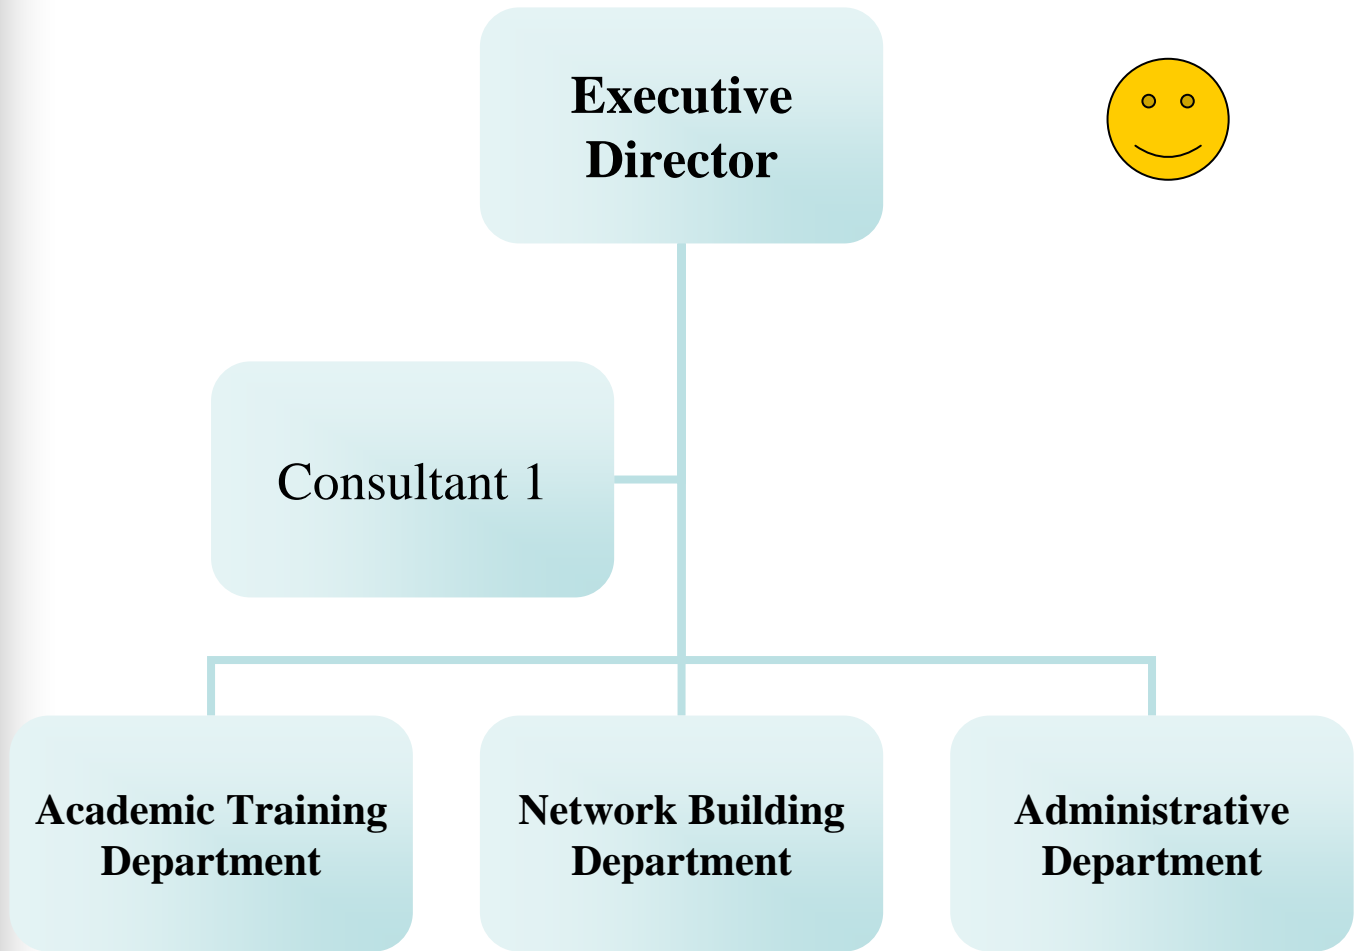 Executive
Director
Consultant 1
Academic Training
Department
Network Building
Department
Administrative
Department